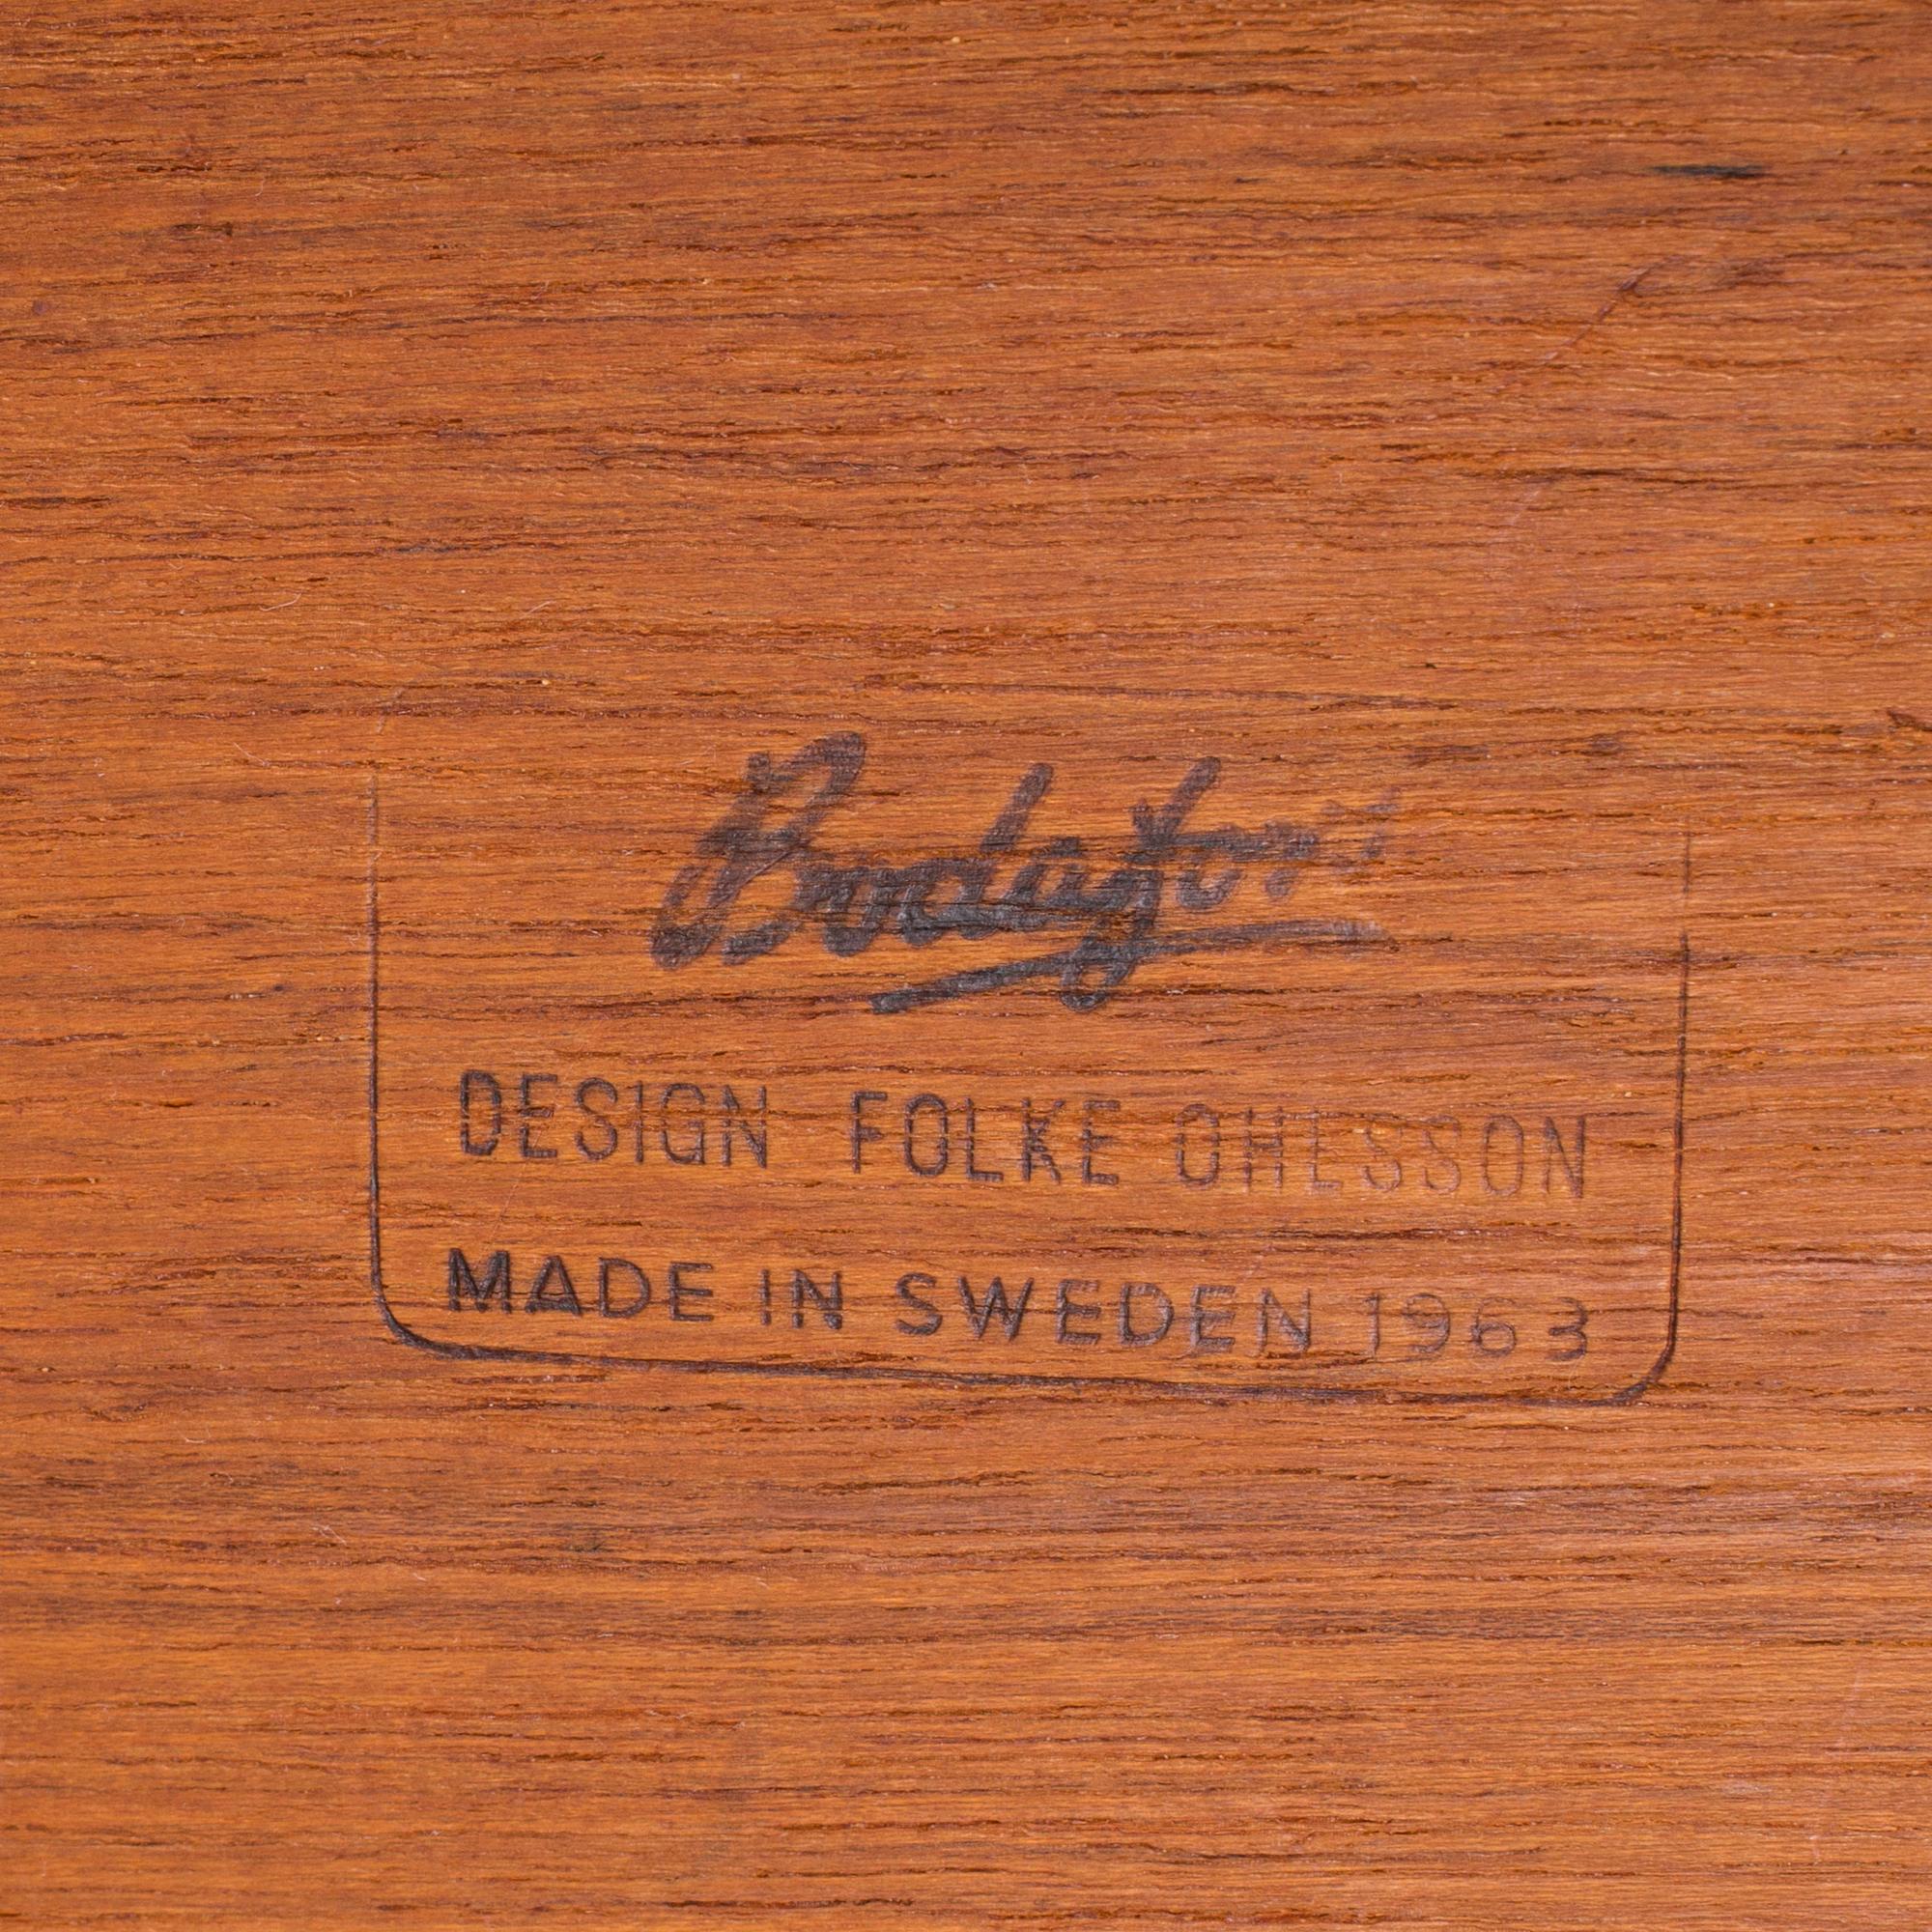 Bodafors
DESIGN FOLKE OHLSSON
MADE IN SWEDEN 1963